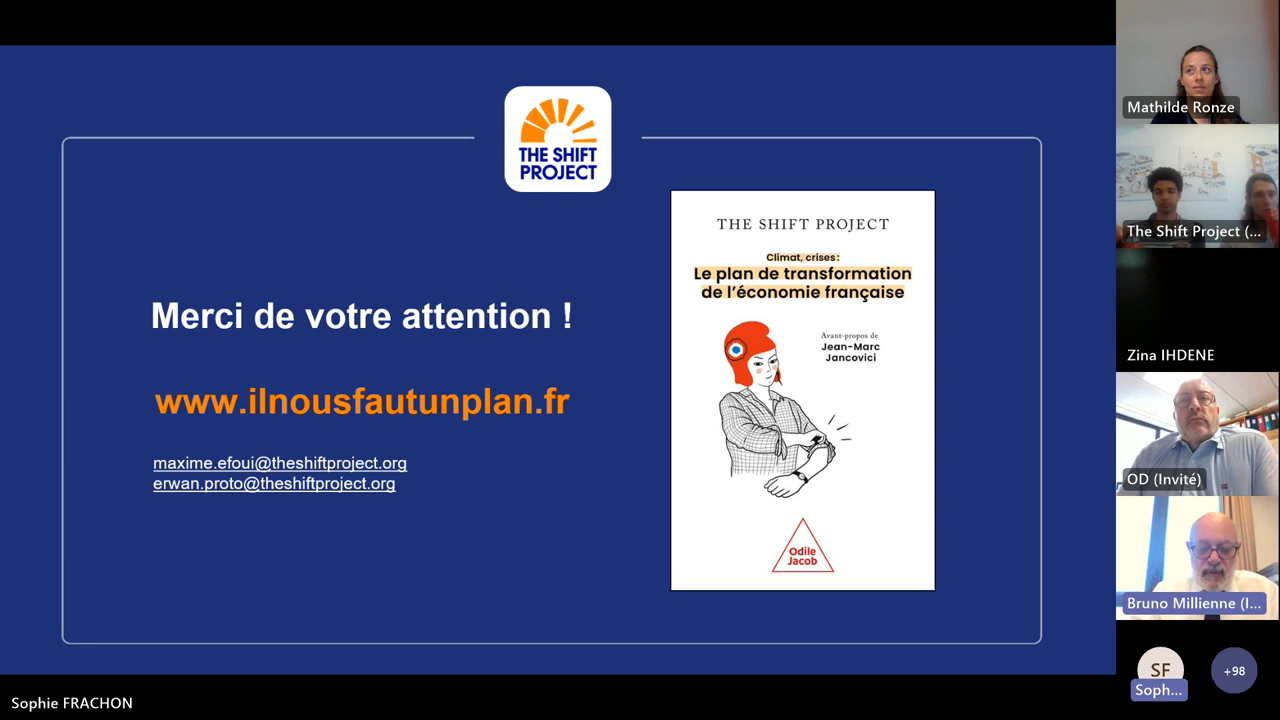 THE SHIFT
PROJECT
Merci de votre attention !
www.ilnousfautunplan.fr
maxime.efoui@theshiftproject.org
erwan.proto@theshiftproject.org
THE SHIFT PROJECT
Climat, crises :
Le plan de transformation
de l'économie française
Avant-propos de
Jean-Marc
Jancovici
Odile
Jacob
Mathilde Ronze
The Shift Project (...
Zina IHDENE
OD (Invité)
Bruno Millienne (I...
SF
Soph...
+98
Sophie FRACHON